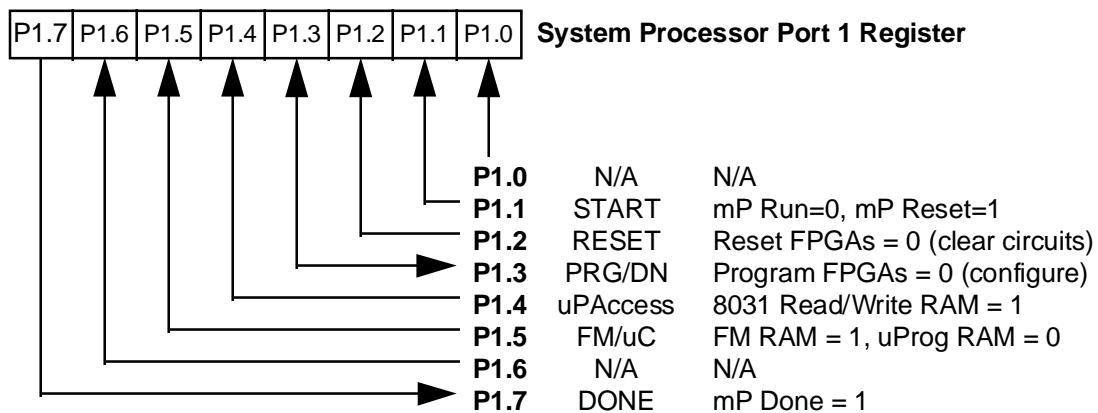 P1.7 P1.6 P1.5 P1.4 P1.3 P1.2 P1.1 P1.0 System Processor Port 1 Register
P1.0 N/A N/A
P1.1 START mP Run=0, mP Reset=1
P1.2 RESET Reset FPGAs = 0 (clear circuits)
P1.3 PRG/DN Program FPGAs = 0 (configure)
P1.4 uPAccess 8031 Read/Write RAM = 1
P1.5 FM/uC FM RAM = 1, uProg RAM = 0
P1.6 N/A N/A
P1.7 DONE mP Done = 1